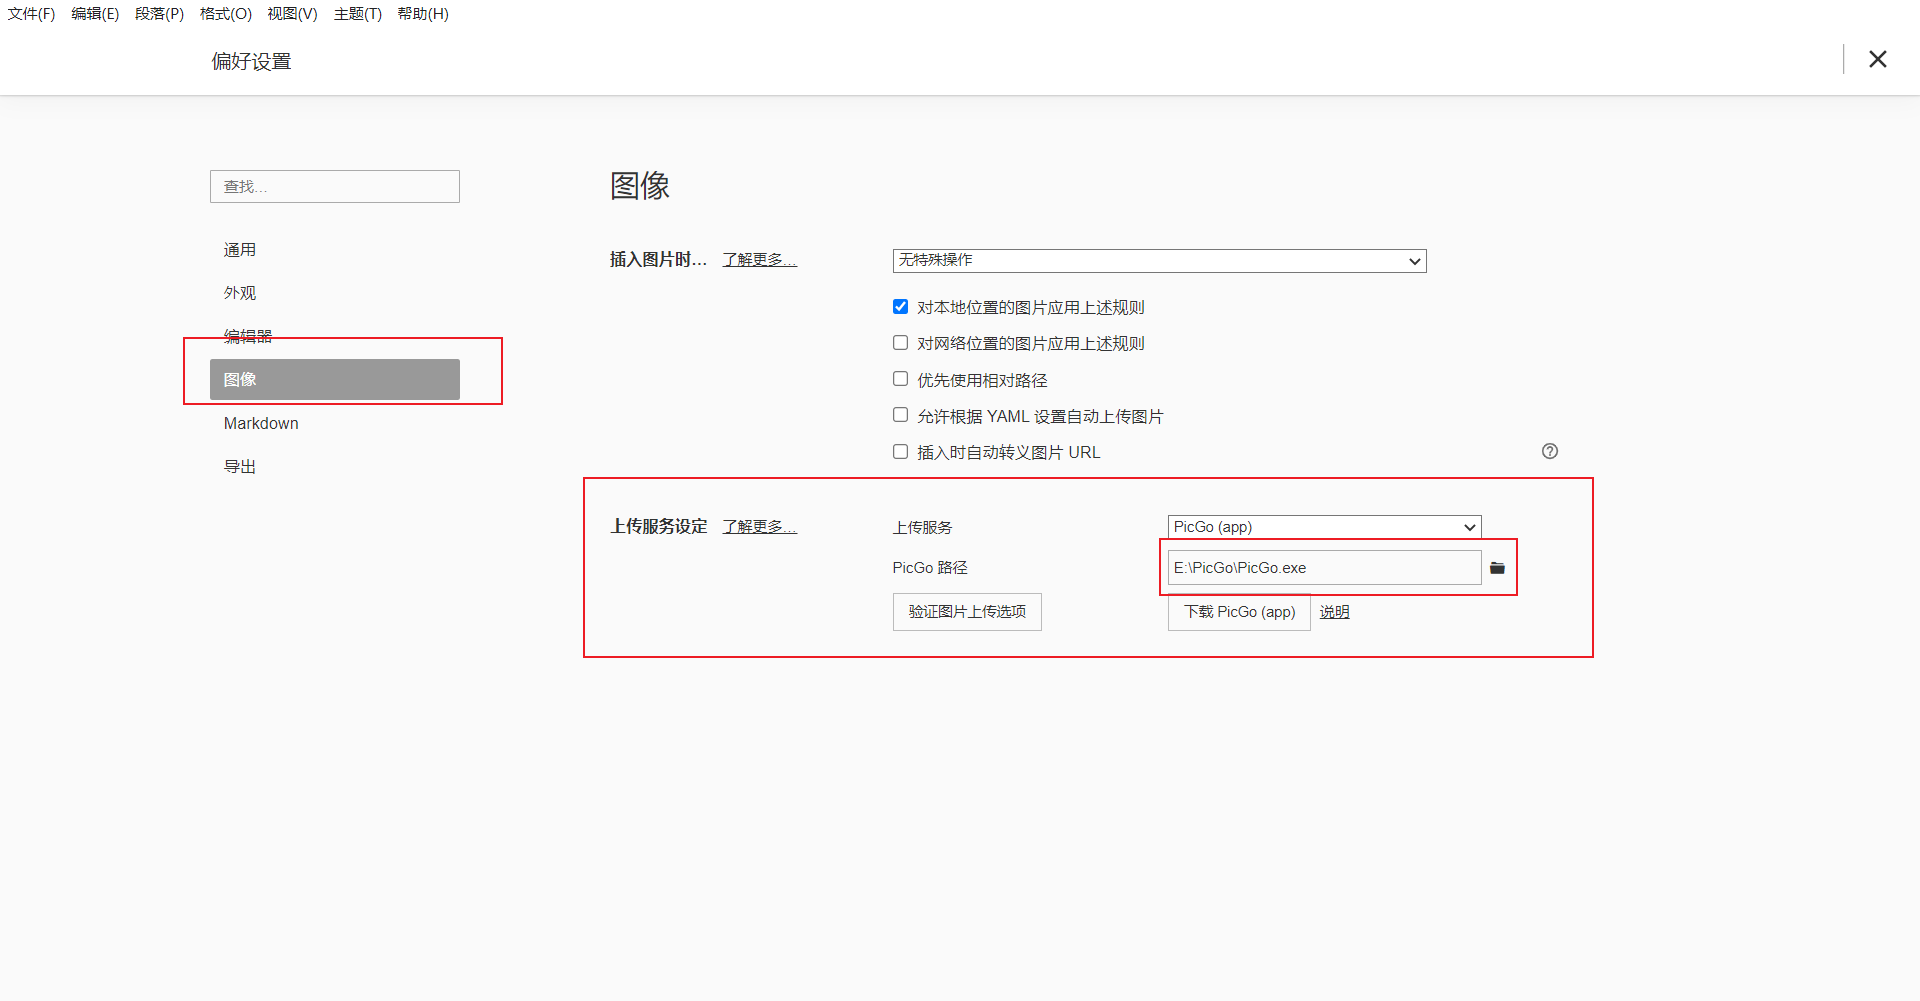 文件(F) 编辑(E) 段落(P) 格式(O) 视图(V) 主题(T) 帮助(H)
偏好设置
查找...
通用
外观
编辑器
图像
Markdown
导出
图像
插入图片时... 了解更多... 无特殊操作
对本地位置的图片应用上述规则
对网络位置的图片应用上述规则
优先使用相对路径
允许根据 YAML 设置自动上传图片
插入时自动转义图片 URL
上传服务设定 了解更多... 上传服务 PicGo (app)
PicGo 路径 E:\PicGo\PicGo.exe
验证图片上传选项 下载 PicGo (app) 说明